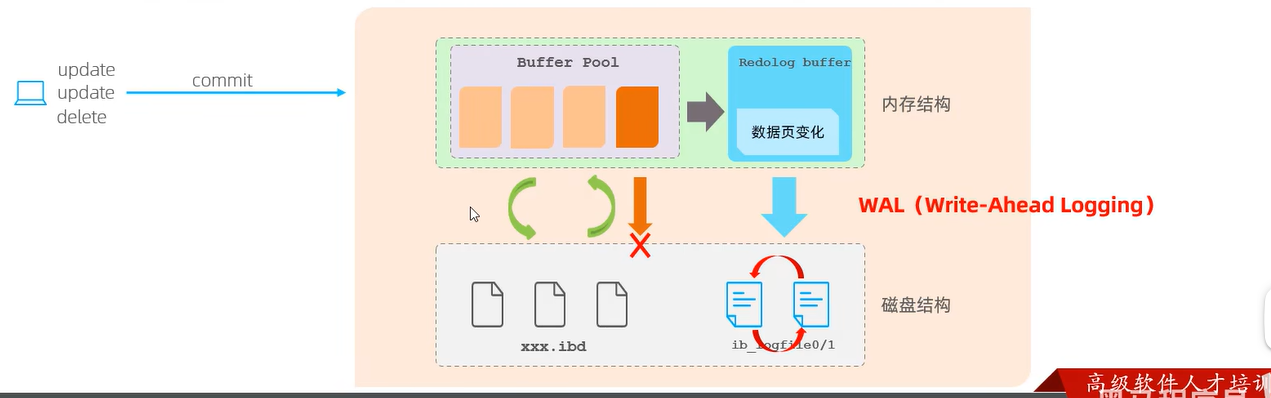 update
update
delete
commit
Buffer Pool
Redolog buffer
数据页变化
内存结构
WAL（Write-Ahead Logging）
xxx.ibd
ib_logfile0/1
磁盘结构
高级软件人才培训